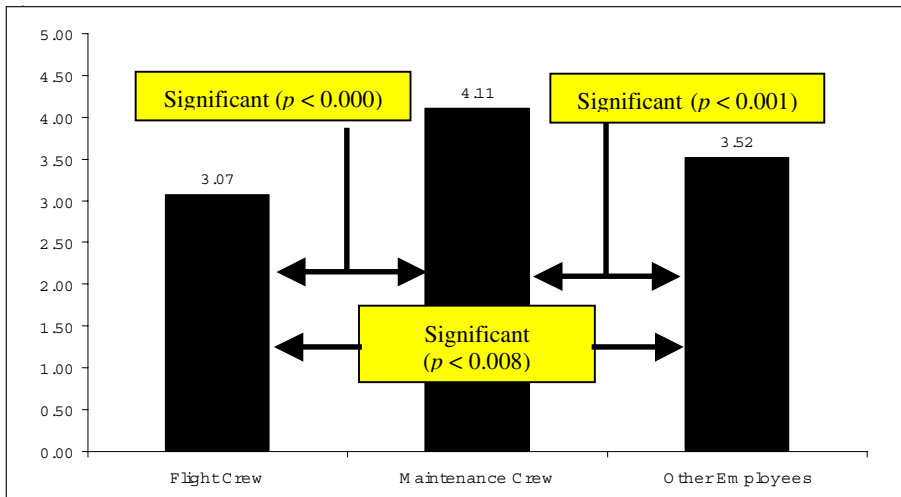 5.00
4.50
4.00
3.50
3.00
2.50
2.00
1.50
1.00
0.50
0.00
Significant (p < 0.000)
Significant (p < 0.001)
4.11
3.52
3.07
Significant
(p < 0.008)
Flight Crew
Maintenance Crew
Other Employees